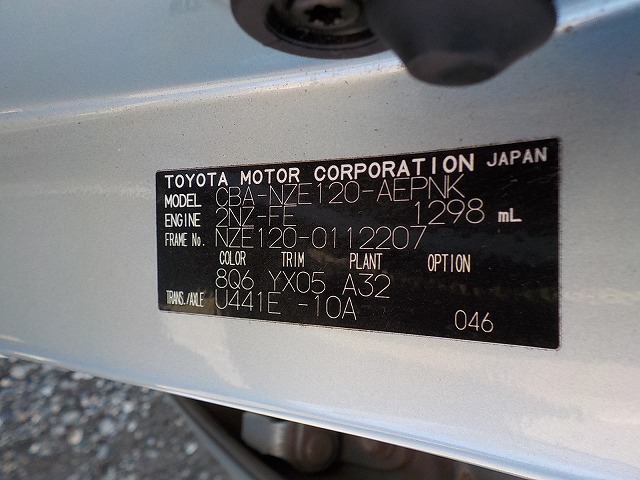 TOYOTA MOTOR CORPORATION JAPAN
MODEL CBA-NZE120-AEPNK
ENGINE 2NZ-FE 1298 mL
FRAME No. NZE120-0112207
COLOR TRIM PLANT OPTION
8Q6 YX05 A32
TRANS./AXLE U441E -10A
046